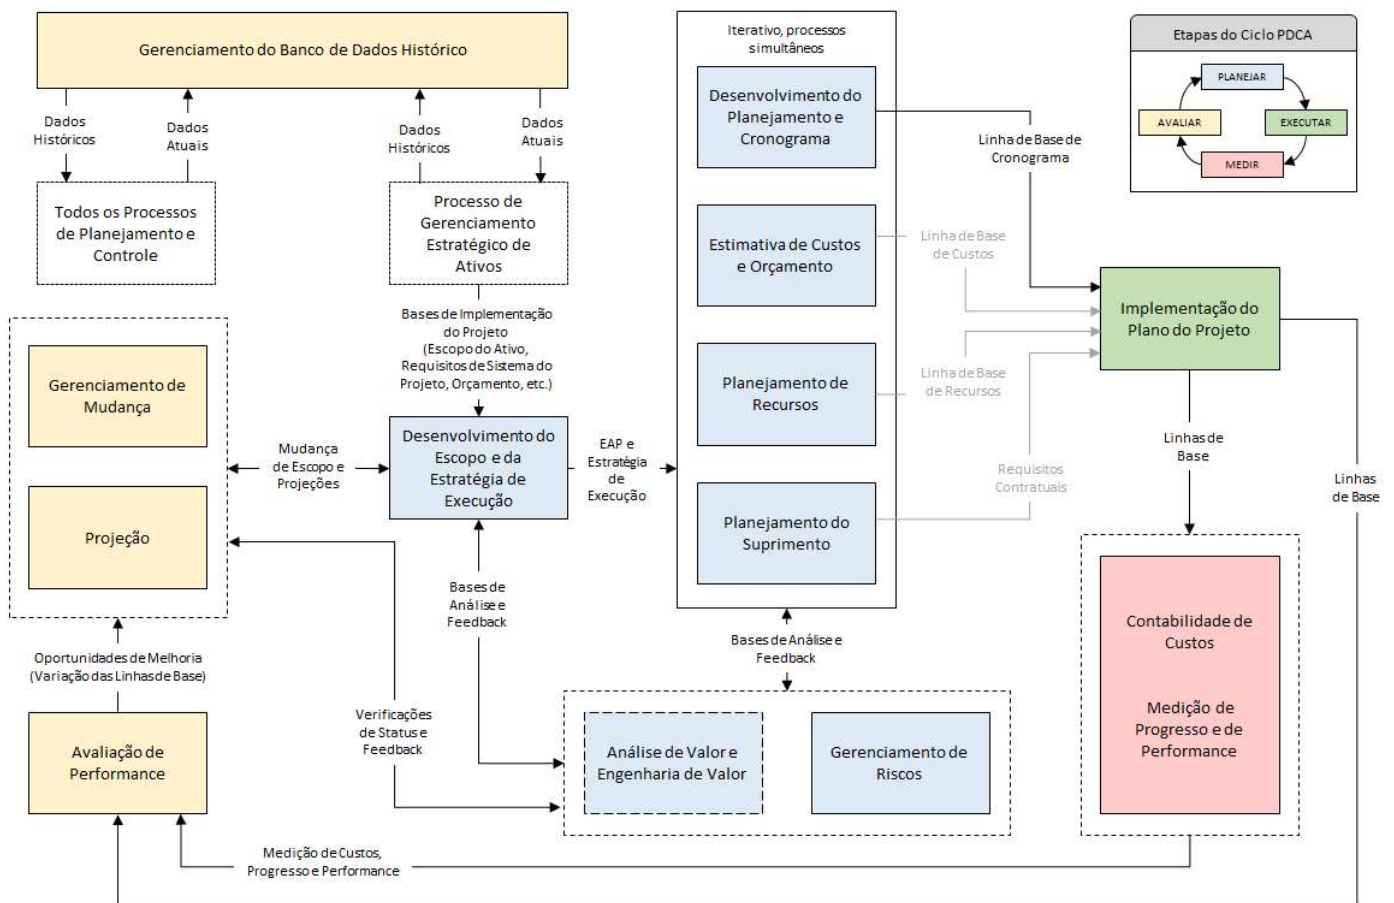 Gerenciamento do Banco de Dados Histórico
Dados
Históricos
Dados
Atuais
Dados
Históricos
Dados
Atuais
Todos os Processos
de Planejamento e
Controle
Processo de
Gerenciamento
Estratégico de
Ativos
Bases de Implementação
do Projeto
(Escopo do Ativo,
Requisitos de Sistema do
Projeto, Orçamento, etc.)
Gerenciamento de
Mudança
Projeção
Mudança
de Escopo e
Projeções
Desenvolvimento do
Escopo e da
Estratégia de
Execução
EAP e
Estratégia
de
Execução
Iterativo, processos
simultâneos
Desenvolvimento do
Planejamento e
Cronograma
Estimativa de Custos
e Orçamento
Planejamento de
Recursos
Planejamento do
Suprimento
Linha de Base de
Cronograma
Linha de Base
de Custos
Linha de Base
de Recursos
Requisitos
Contratuais
Etapas do Ciclo PDCA
PLANEJAR
AVALIAR
EXECUTAR
MEDIR
Implementação do
Plano do Projeto
Linhas de
Base
Linhas
de Base
Contabilidade de
Custos
Medição de
Progresso e de
Performance
Bases de
Análise e
Feedback
Bases de Análise e
Feedback
Oportunidades de Melhoria
(Variação das Linhas de Base)
Verificações
de Status e
Feedback
Avaliação de
Performance
Análise de Valor e
Engenharia de Valor
Gerenciamento de
Riscos
Medição de Custos,
Progresso e Performance